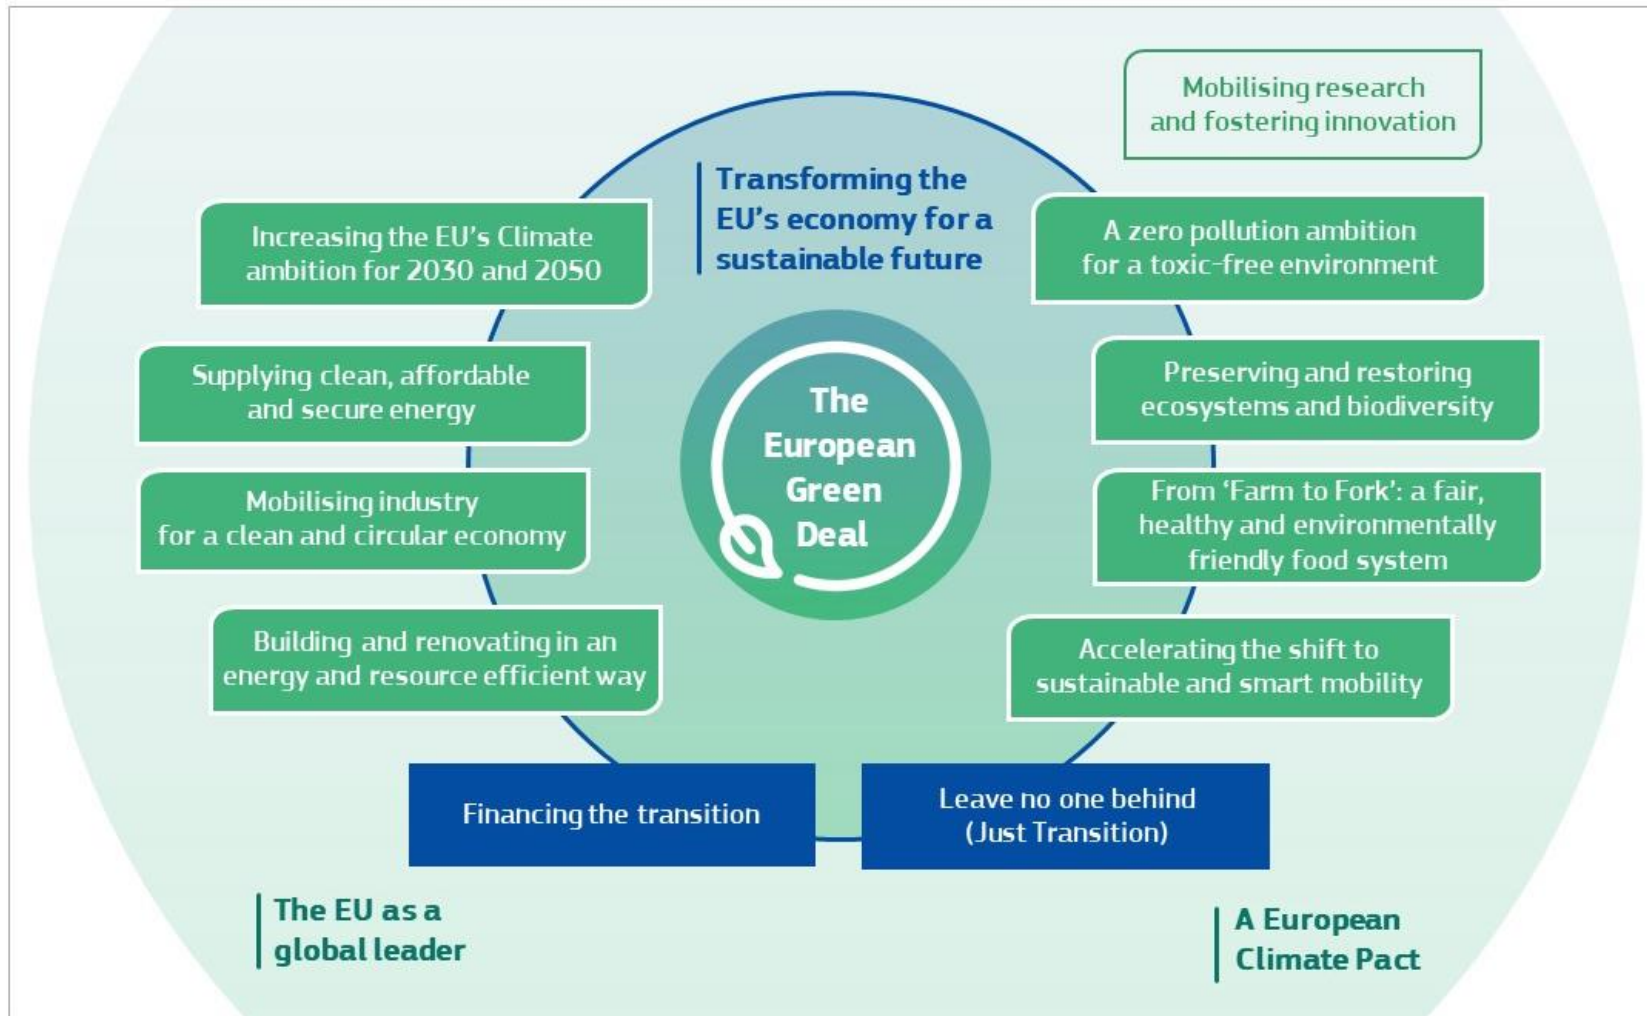 Mobilising research
and fostering innovation
Transforming the
EU's economy for a
sustainable future
Increasing the EU's Climate
ambition for 2030 and 2050
A zero pollution ambition
for a toxic-free environment
Supplying clean, affordable
and secure energy
Preserving and restoring
ecosystems and biodiversity
The
European
Green
Deal
Mobilising industry
for a clean and circular economy
From ‘Farm to Fork’: a fair,
healthy and environmentally
friendly food system
Building and renovating in an
energy and resource efficient way
Accelerating the shift to
sustainable and smart mobility
Financing the transition
Leave no one behind
(Just Transition)
The EU as a
global leader
A European
Climate Pact